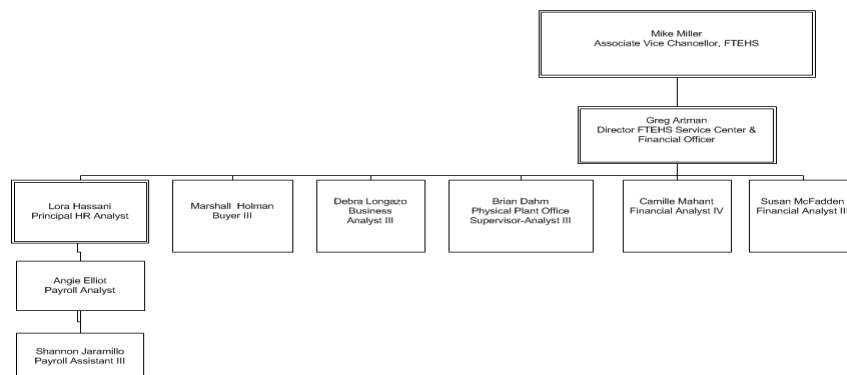 Mike Miller
Associate Vice Chancellor, FTEHS
Greg Artman
Director FTEHS Service Center &
Financial Officer
Lora Hassani
Principal HR Analyst
Marshall Holman
Buyer III
Debra Longazo
Business
Analyst III
Brian Dahm
Physical Plant Office
Supervisor-Analyst III
Camille Mahant
Financial Analyst IV
Susan McFadden
Financial Analyst III
Angie Elliot
Payroll Analyst
Shannon Jaramillo
Payroll Assistant III